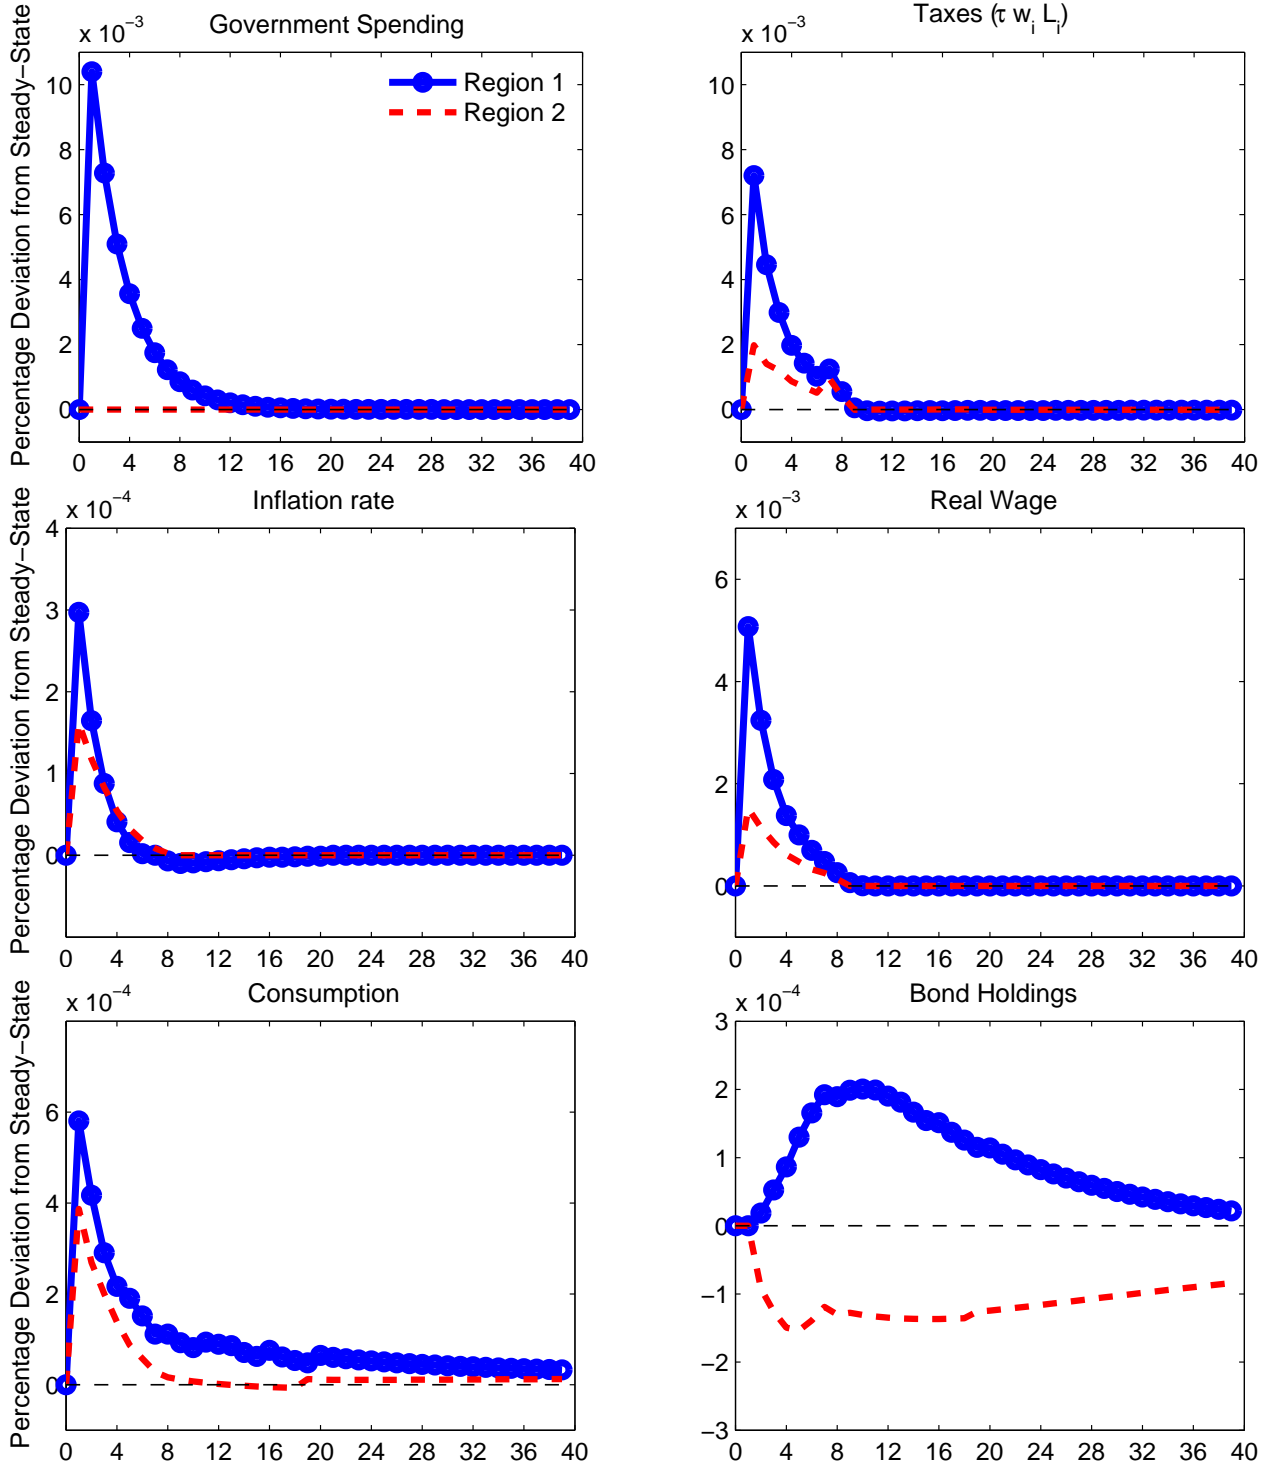 Government Spending
x 10⁻³
Percentage Deviation from Steady−State
10
8
6
4
2
0
0 4 8 12 16 20 24 28 32 36 40
Region 1
Region 2
Taxes (τ w_i L_i)
x 10⁻³
10
8
6
4
2
0
0 4 8 12 16 20 24 28 32 36 40
Inflation rate
x 10⁻⁴
Percentage Deviation from Steady−State
4
3
2
1
0
0 4 8 12 16 20 24 28 32 36 40
Real Wage
x 10⁻³
6
4
2
0
0 4 8 12 16 20 24 28 32 36 40
Consumption
x 10⁻⁴
Percentage Deviation from Steady−State
6
4
2
0
0 4 8 12 16 20 24 28 32 36 40
Bond Holdings
x 10⁻⁴
3
2
1
0
−1
−2
−3
0 4 8 12 16 20 24 28 32 36 40